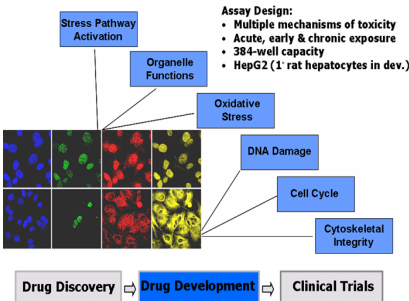 Assay Design:
• Multiple mechanisms of toxicity
• Acute, early & chronic exposure
• 384-well capacity
• HepG2 (1° rat hepatocytes in dev.)
Stress Pathway
Activation
Organelle
Functions
Oxidative
Stress
DNA Damage
Cell Cycle
Cytoskeletal
Integrity
Drug Discovery
Drug Development
Clinical Trials